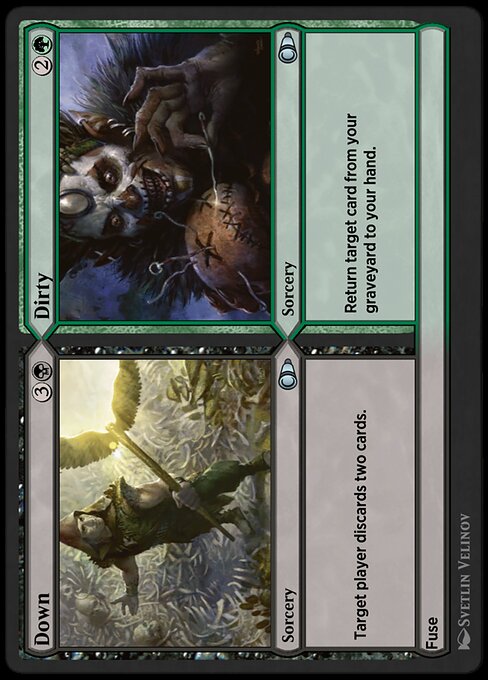 Down 3
Sorcery
Target player discards two cards.
Fuse
Dirty 2
Sorcery
Return target card from your
graveyard to your hand.
SVETLIN VELINOV